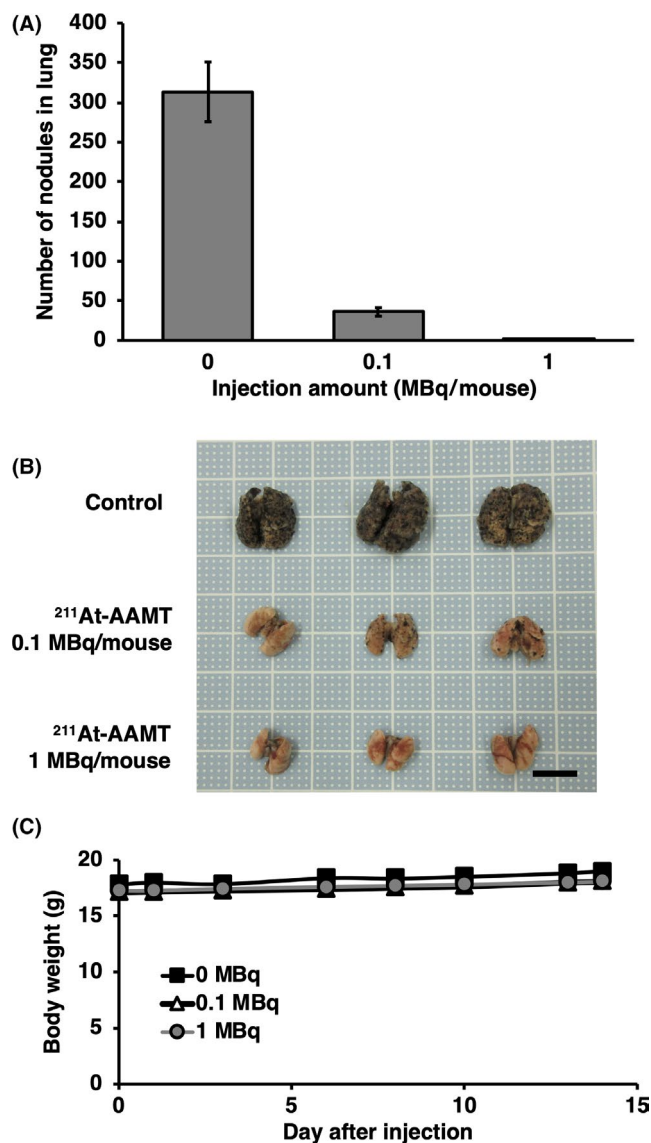 (A)
400
350
300
250
200
150
100
50
0
Number of nodules in lung
0 0.1 1
Injection amount (MBq/mouse)
(B)
Control
²¹¹At-AAMT
0.1 MBq/mouse
²¹¹At-AAMT
1 MBq/mouse
(C)
20
15
10
5
0
Body weight (g)
0 MBq
0.1 MBq
1 MBq
0 5 10 15
Day after injection